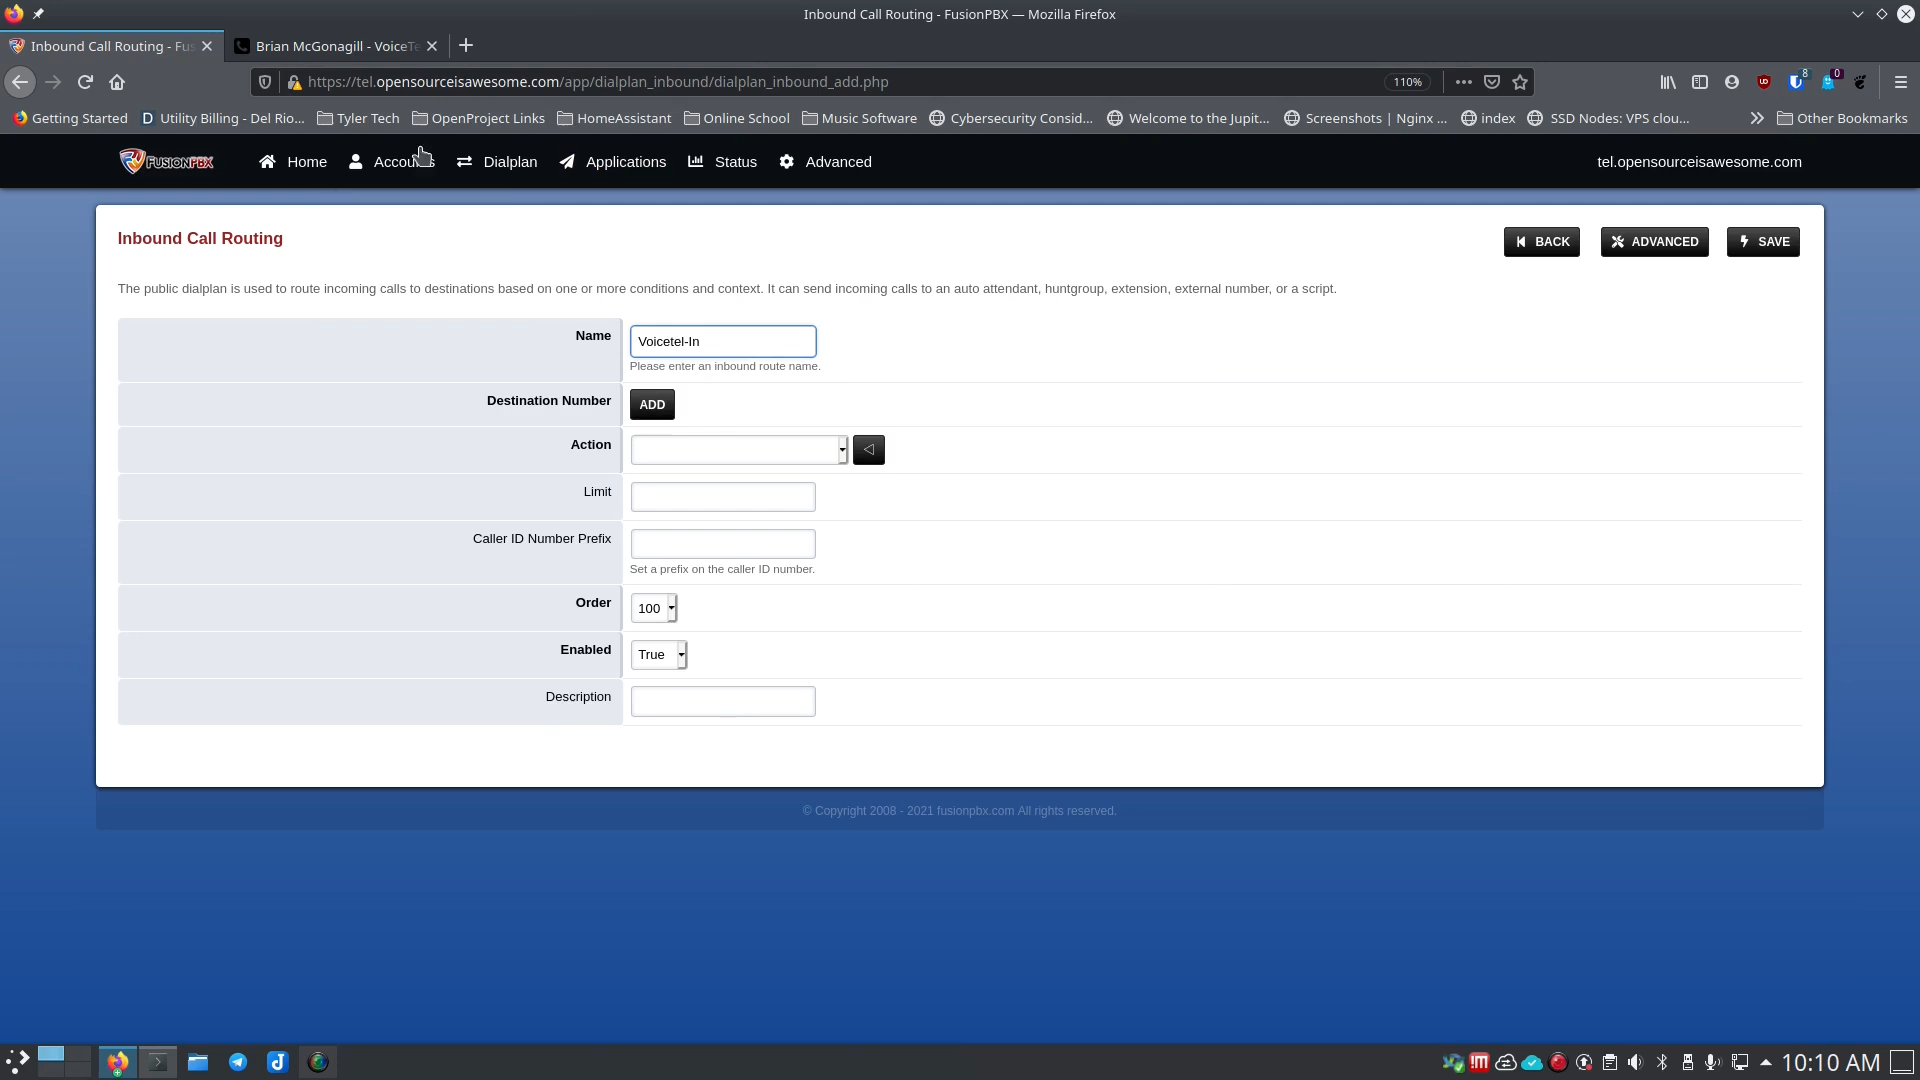 Inbound Call Routing - FusionPBX — Mozilla Firefox
Inbound Call Routing - Fus
Brian McGonagill - VoiceTe
https://tel.opensourceisawesome.com/app/dialplan_inbound/dialplan_inbound_add.php
110%
8
0
Getting Started
Utility Billing - Del Rio...
Tyler Tech
OpenProject Links
HomeAssistant
Online School
Music Software
Cybersecurity Consid...
Welcome to the Jupit...
Screenshots | Nginx ...
index
SSD Nodes: VPS clou...
Other Bookmarks
FUSIONPBX
Home
Accounts
Dialplan
Applications
Status
Advanced
tel.opensourceisawesome.com
Inbound Call Routing
BACK
ADVANCED
SAVE
The public dialplan is used to route incoming calls to destinations based on one or more conditions and context. It can send incoming calls to an auto attendant, huntgroup, extension, external number, or a script.
Name
Voicetel-In
Please enter an inbound route name.
Destination Number
ADD
Action
Limit
Caller ID Number Prefix
Set a prefix on the caller ID number.
Order
100
Enabled
True
Description
© Copyright 2008 - 2021 fusionpbx.com All rights reserved.
10:10 AM